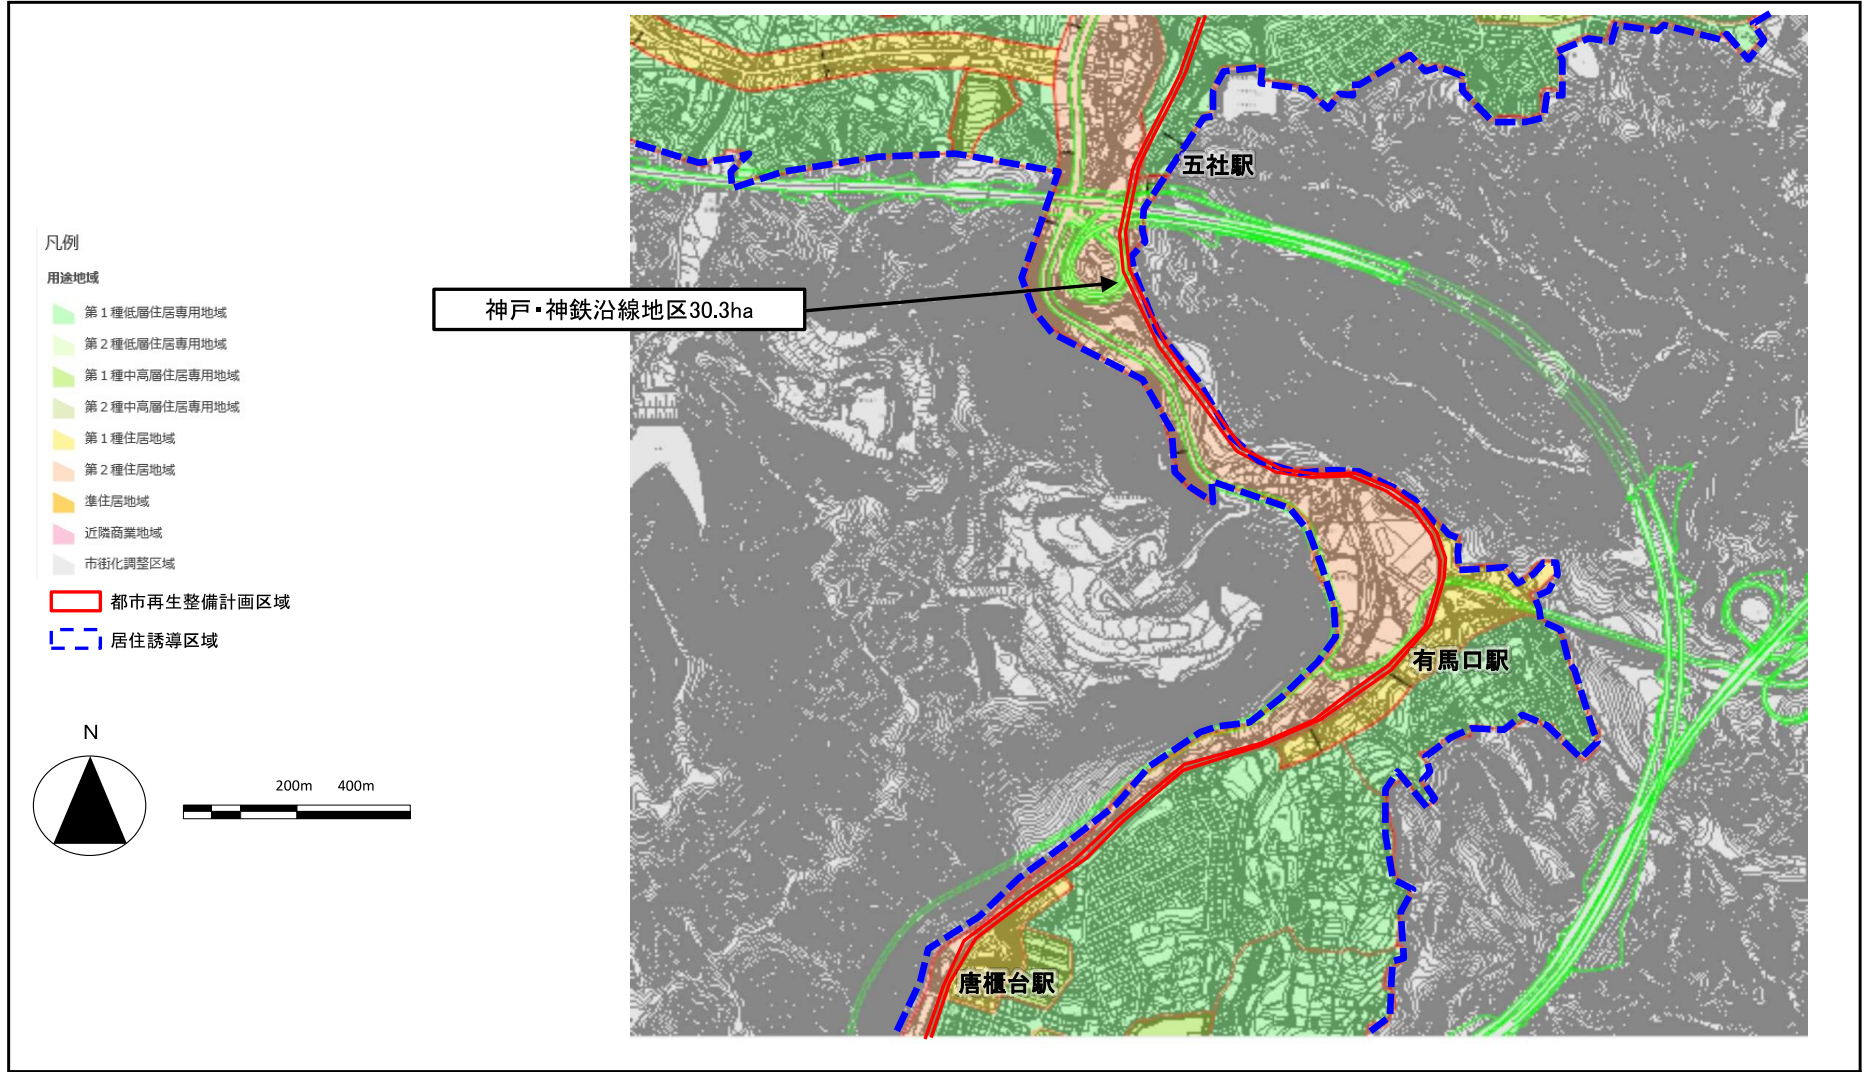 五社駅
神戸・神鉄沿線地区30.3ha
凡例
用途地域
第1種低層住居専用地域
第2種低層住居専用地域
第1種中高層住居専用地域
第2種中高層住居専用地域
第1種住居地域
第2種住居地域
準住居地域
近隣商業地域
市街化調整区域
都市再生整備計画区域
居住誘導区域
有馬口駅
N
200m 400m
唐櫃台駅